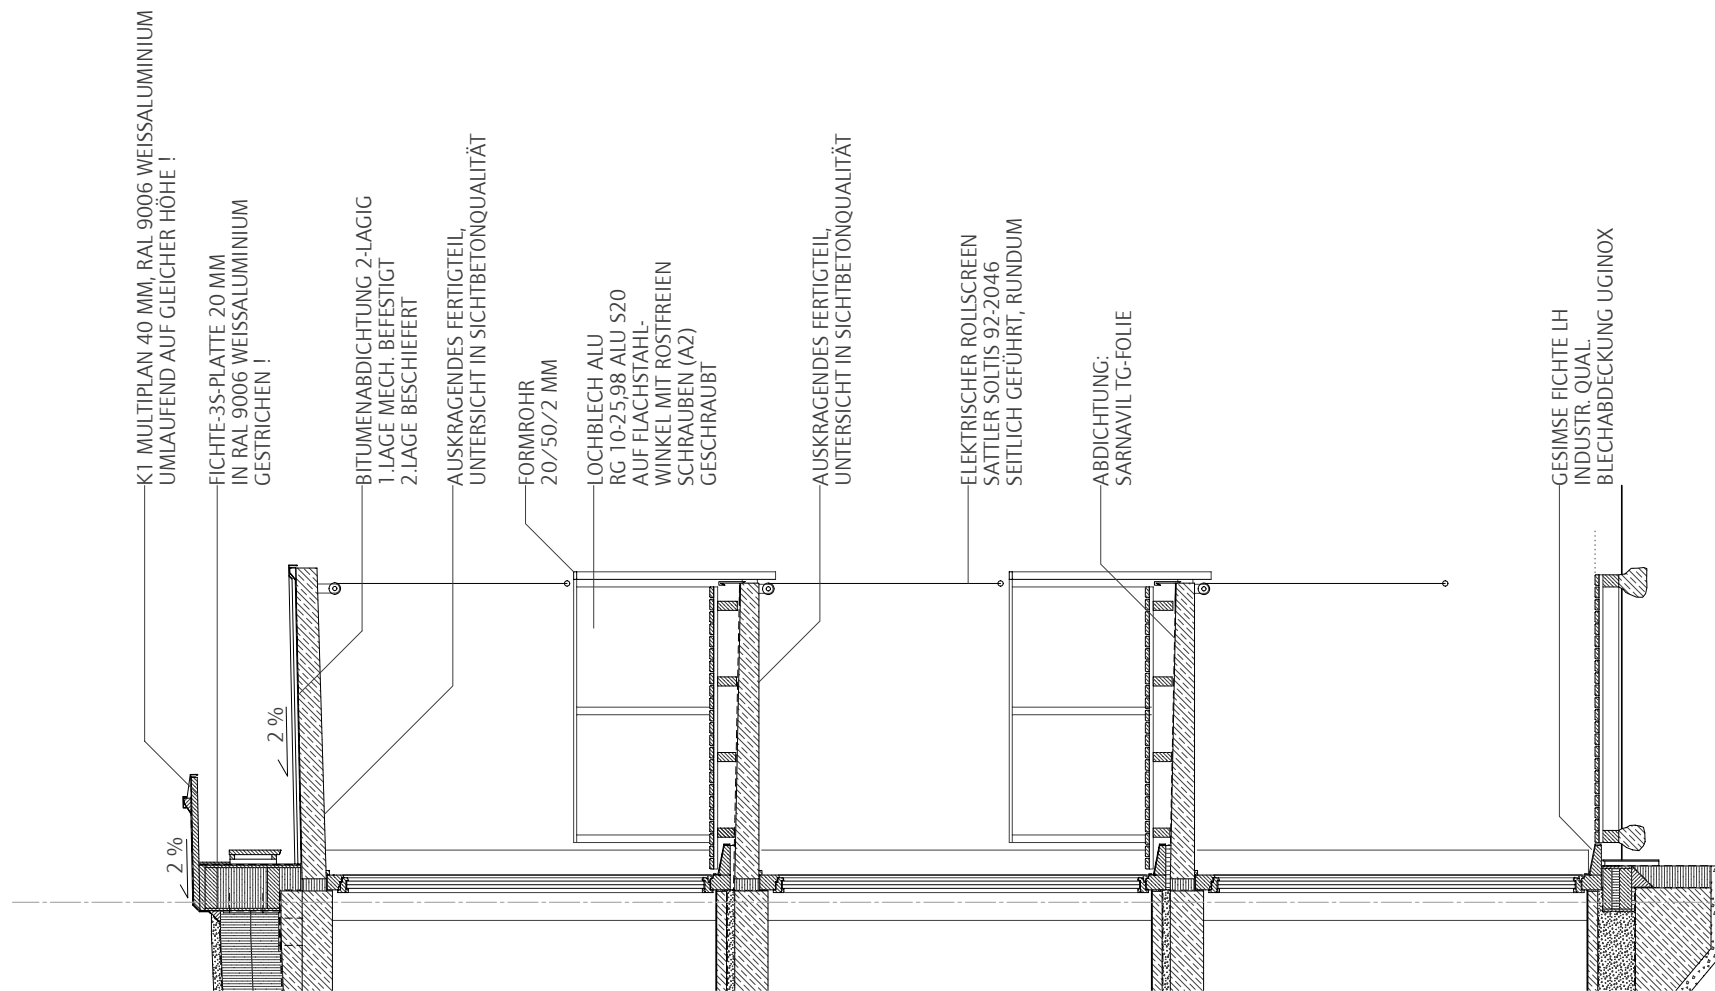 K1 MULTIPLAN 40 MM, RAL 9006 WEISSALUMINIUM
UMLAUFEND AUF GLEICHER HÖHE !
FICHTE-3S-PLATTE 20 MM
IN RAL 9006 WEISSALUMINIUM
GESTRICHEN !
BITUMENABDICHTUNG 2-LAGIG
1.LAGE MECH. BEFESTIGT
2.LAGE BESCHIEFERT
AUSKRAGENDES FERTIGTEIL,
UNTERSICHT IN SICHTBETONQUALITÄT
FORMROHR
20/50/2 MM
LOCHBLECH ALU
RG 10-25,98 ALU S20
AUF FLACHSTAHL-
WINKEL MIT ROSTFREIEN
SCHRAUBEN (A2)
GESCHRAUBT
AUSKRAGENDES FERTIGTEIL,
UNTERSICHT IN SICHTBETONQUALITÄT
ELEKTRISCHER ROLLSCREEN
SATTLER SOLTIS 92-2046
SEITLICH GEFÜHRT, RUNDUM
ABDICHTUNG:
SARNAVIL TG-FOLIE
GESIMSE FICHTE LH
INDUSTR. QUAL.
BLECHABDECKUNG UGINOX
2 %
2 %